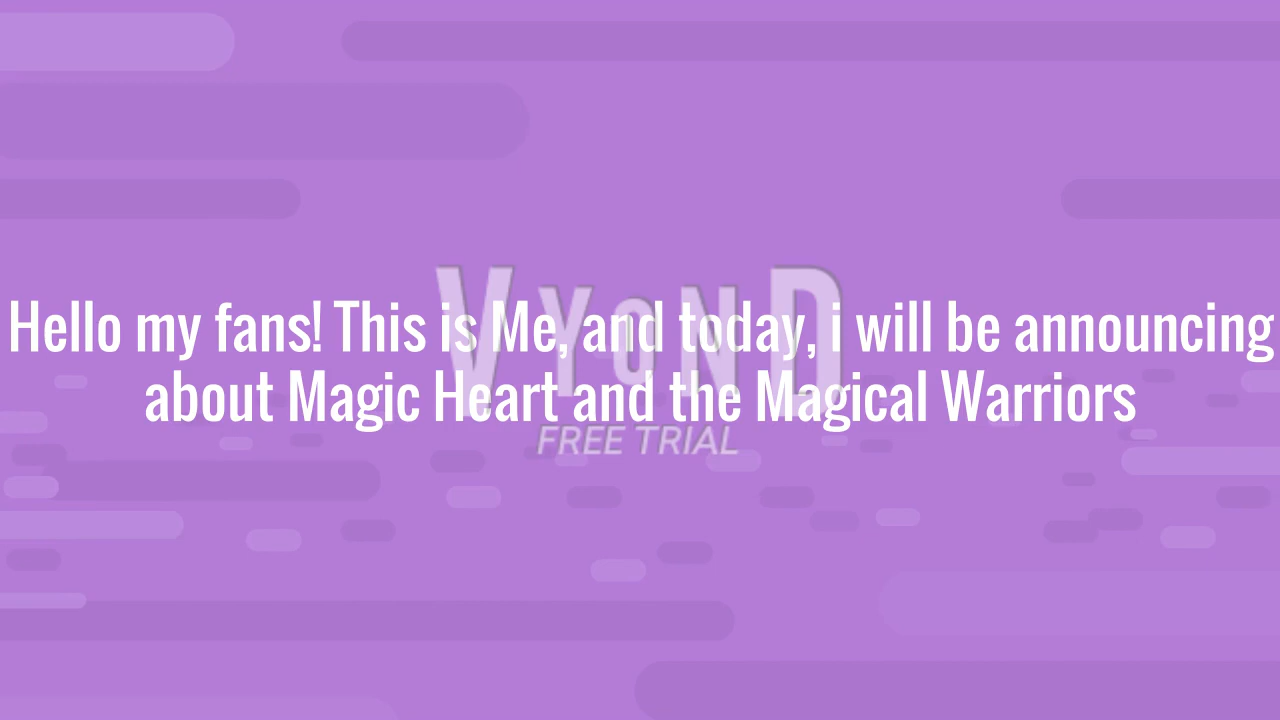 Hello my fans! This is Me, and today, i will be announcing
about Magic Heart and the Magical Warriors
VYOND
FREE TRIAL